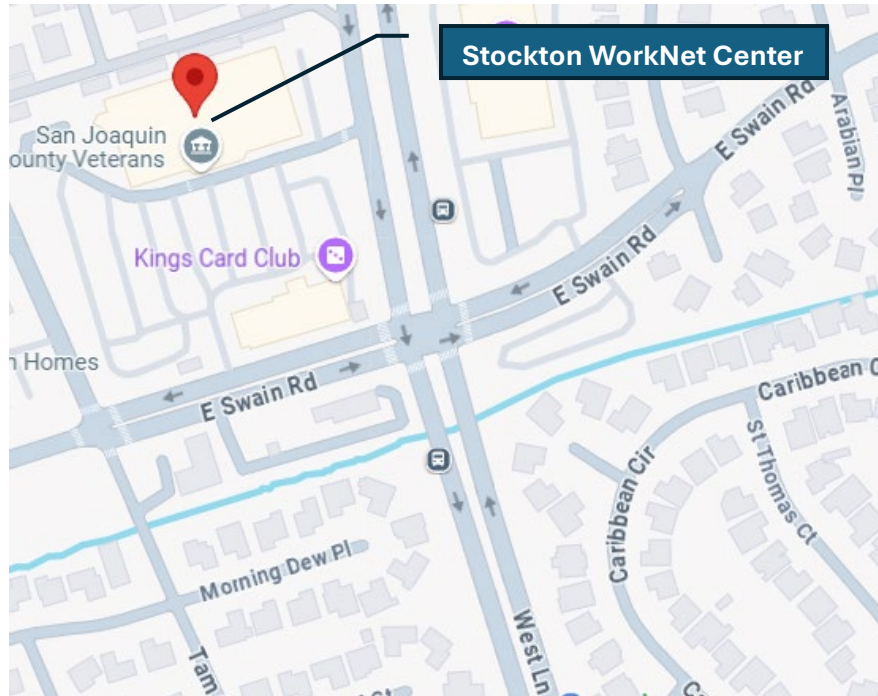 Stockton WorkNet Center
E Swain Rd
Arabian Pl
San Joaquin
ounty Veterans
Kings Card Club
E Swain Rd
n Homes
E Swain Rd
Caribbean C
St Thomas Ct
Caribbean Cir
Morning Dew Pl
West Ln
Tam